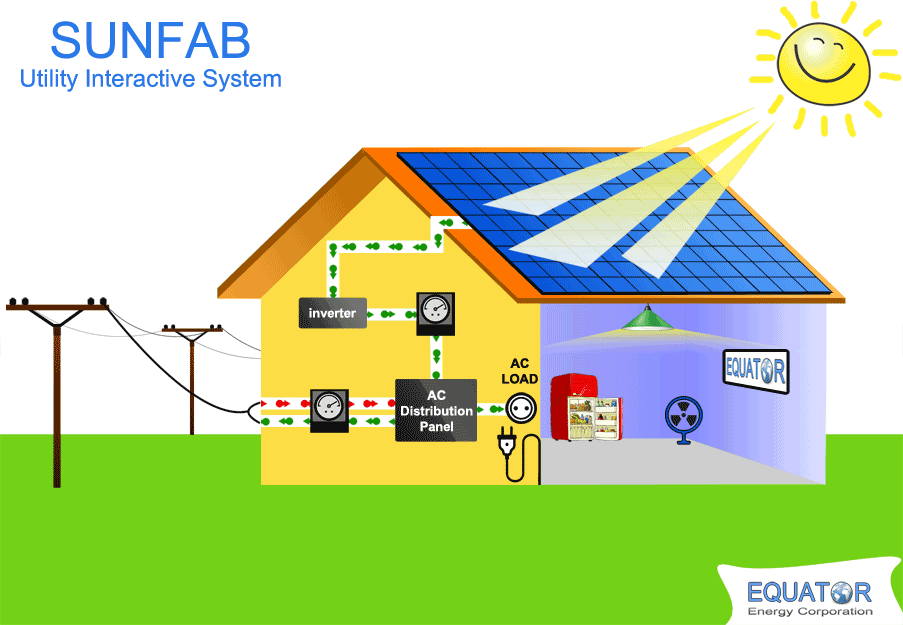 SUNFAB
Utility Interactive System
inverter
AC
LOAD
EQUATOR
AC
Distribution
Panel
EQUATOR
Energy Corporation